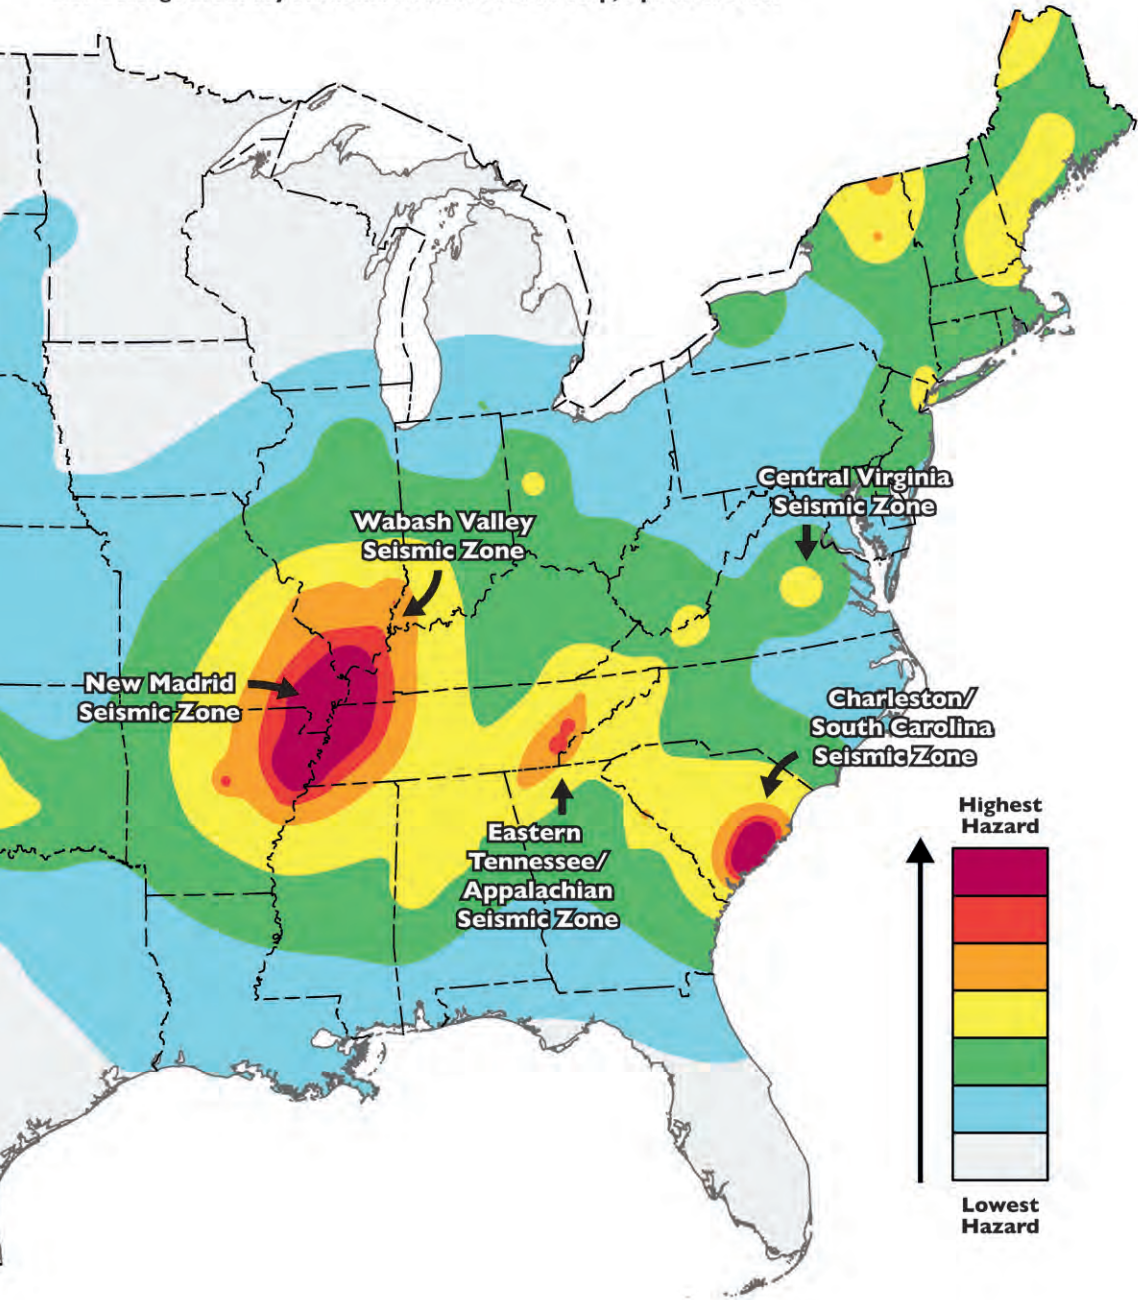 Central Virginia
Seismic Zone
Wabash Valley
Seismic Zone
New Madrid
Seismic Zone
Charleston/
South Carolina
Seismic Zone
Eastern
Tennessee/
Appalachian
Seismic Zone
Highest
Hazard
Lowest
Hazard